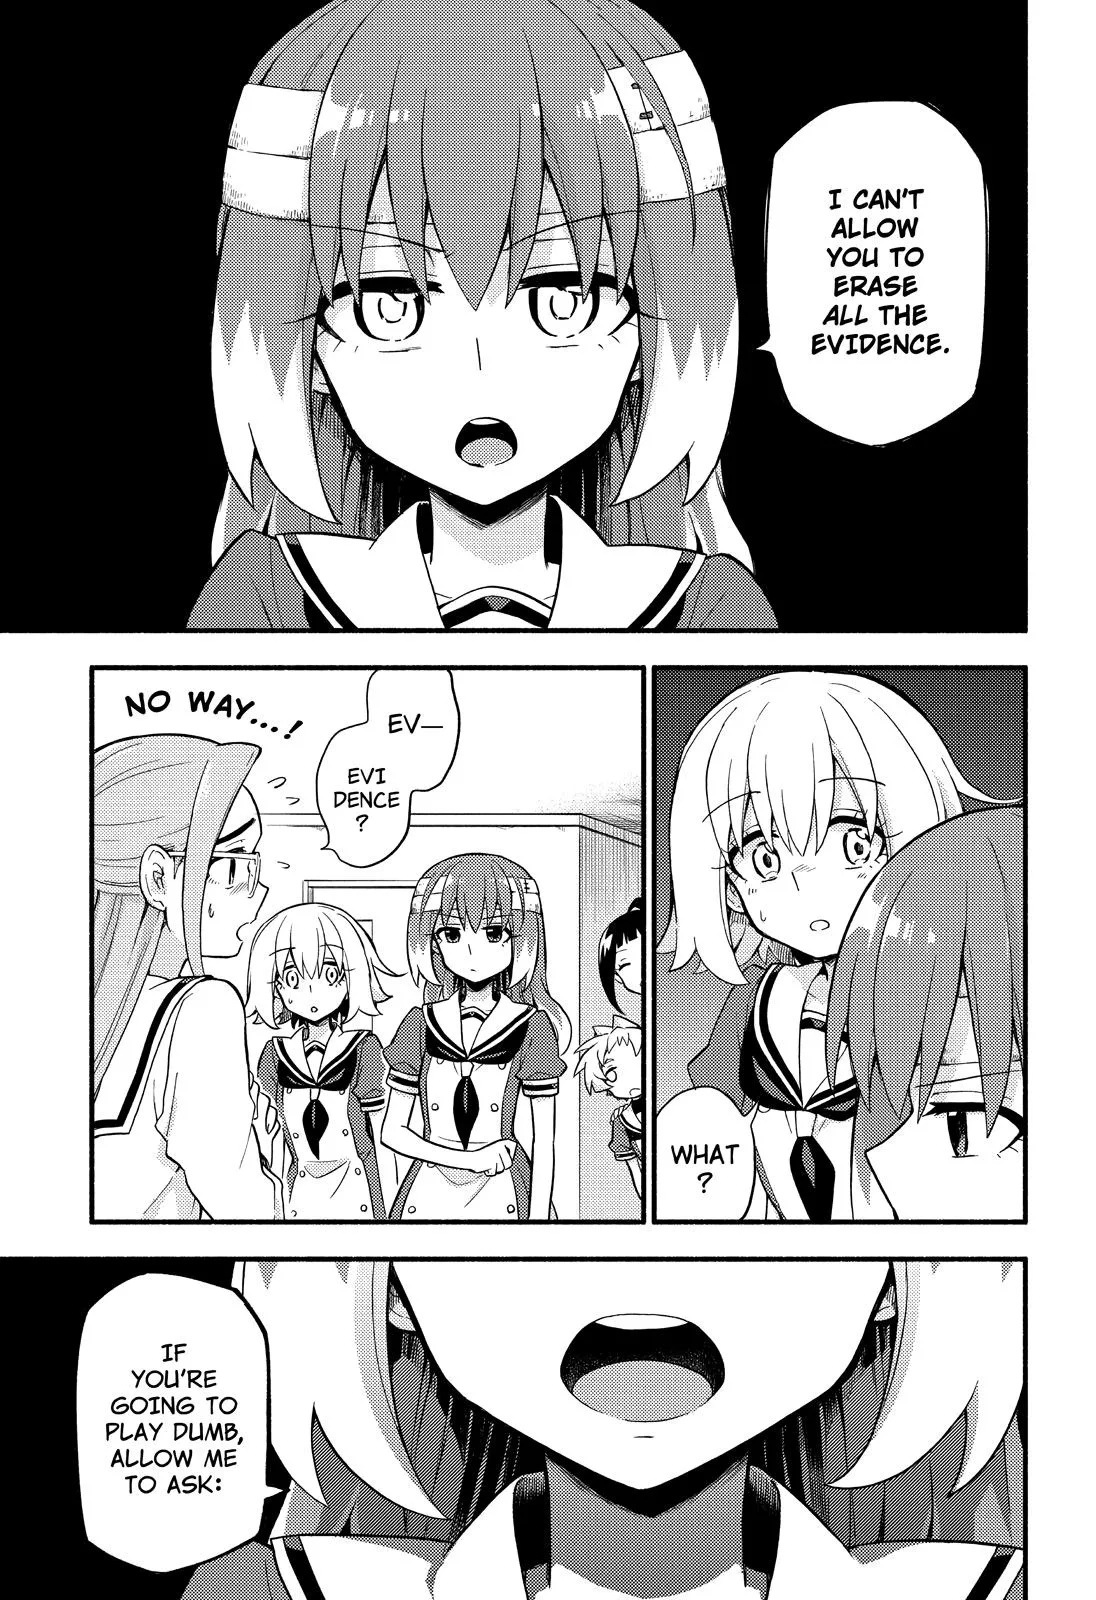 I CAN'T
ALLOW
YOU TO
ERASE
ALL THE
EVIDENCE.
WHAT
?
EV—
EVI
DENCE
?
NO WAY...!
IF
YOU'RE
GOING TO
PLAY DUMB,
ALLOW ME
TO ASK: